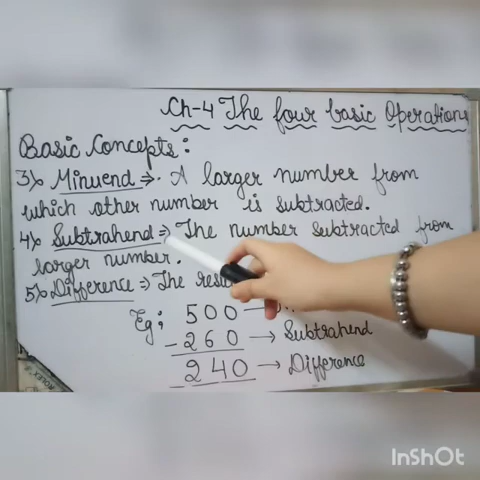 Ch-4 The four basic Operations
Basic Concepts:
3) Minuend ⇒ A larger number from
which other number is subtracted.
4) Subtrahend ⇒ The number subtracted from
larger number.
5) Difference ⇒ The
Eg; 500 →
- 260 → Subtrahend
240 → Difference
InShOt